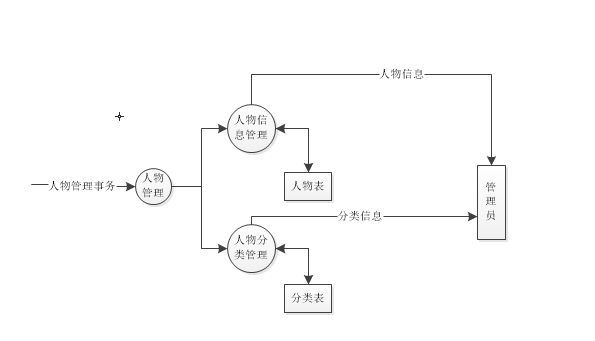 人物信息
人物信
息管理
人物管理事务
人物
管理
人物表
管
理
员
分类信息
人物分
类管理
分类表